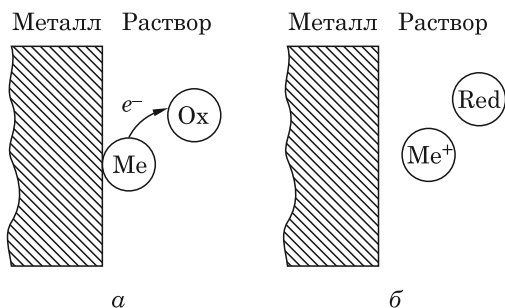 Металл Раствор
Металл Раствор
e⁻
Ox
Me
Red
Me⁺
а
б